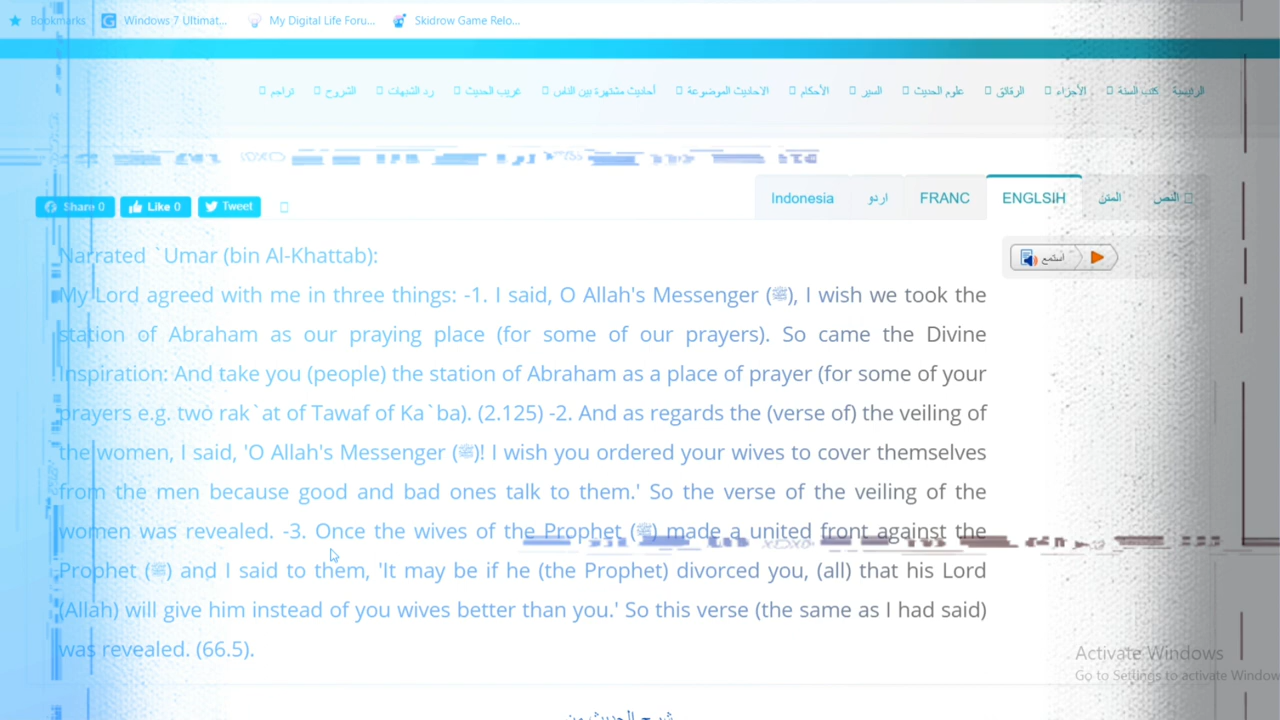 Bookmarks Windows 7 Ultimat... My Digital Life Foru... Skidrow Game Relo...
الرئيسية كتب السنة الأجزاء الرقائق علوم الحديث السير الأحكام الاحاديث الموضوعة أحاديث مشتهرة بين الناس غريب الحديث رد الشبهات الشروح تراجم
Share 0 Like 0 Tweet
النص المتن ENGLSIH FRANC اردو Indonesia
استمع
Narrated `Umar (bin Al-Khattab):
My Lord agreed with me in three things: -1. I said, O Allah's Messenger (ﷺ), I wish we took the
station of Abraham as our praying place (for some of our prayers). So came the Divine
Inspiration: And take you (people) the station of Abraham as a place of prayer (for some of your
prayers e.g. two rak`at of Tawaf of Ka`ba). (2.125) -2. And as regards the (verse of) the veiling of
the women, I said, 'O Allah's Messenger (ﷺ)! I wish you ordered your wives to cover themselves
from the men because good and bad ones talk to them.' So the verse of the veiling of the
women was revealed. -3. Once the wives of the Prophet (ﷺ) made a united front against the
Prophet (ﷺ) and I said to them, 'It may be if he (the Prophet) divorced you, (all) that his Lord
(Allah) will give him instead of you wives better than you.' So this verse (the same as I had said)
was revealed. (66.5).
Activate Windows
Go to Settings to activate Window